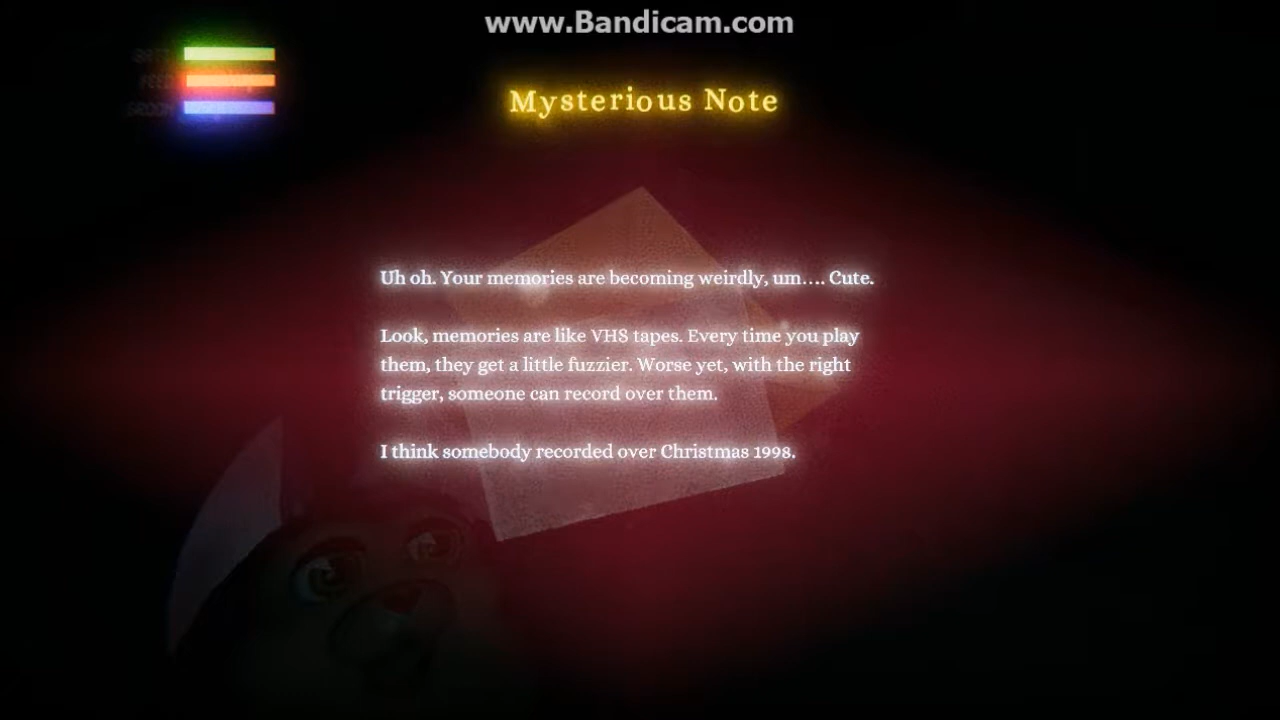 www.Bandicam.com
Mysterious Note
Uh oh. Your memories are becoming weirdly, um.... Cute.
Look, memories are like VHS tapes. Every time you play
them, they get a little fuzzier. Worse yet, with the right
trigger, someone can record over them.
I think somebody recorded over Christmas 1998.